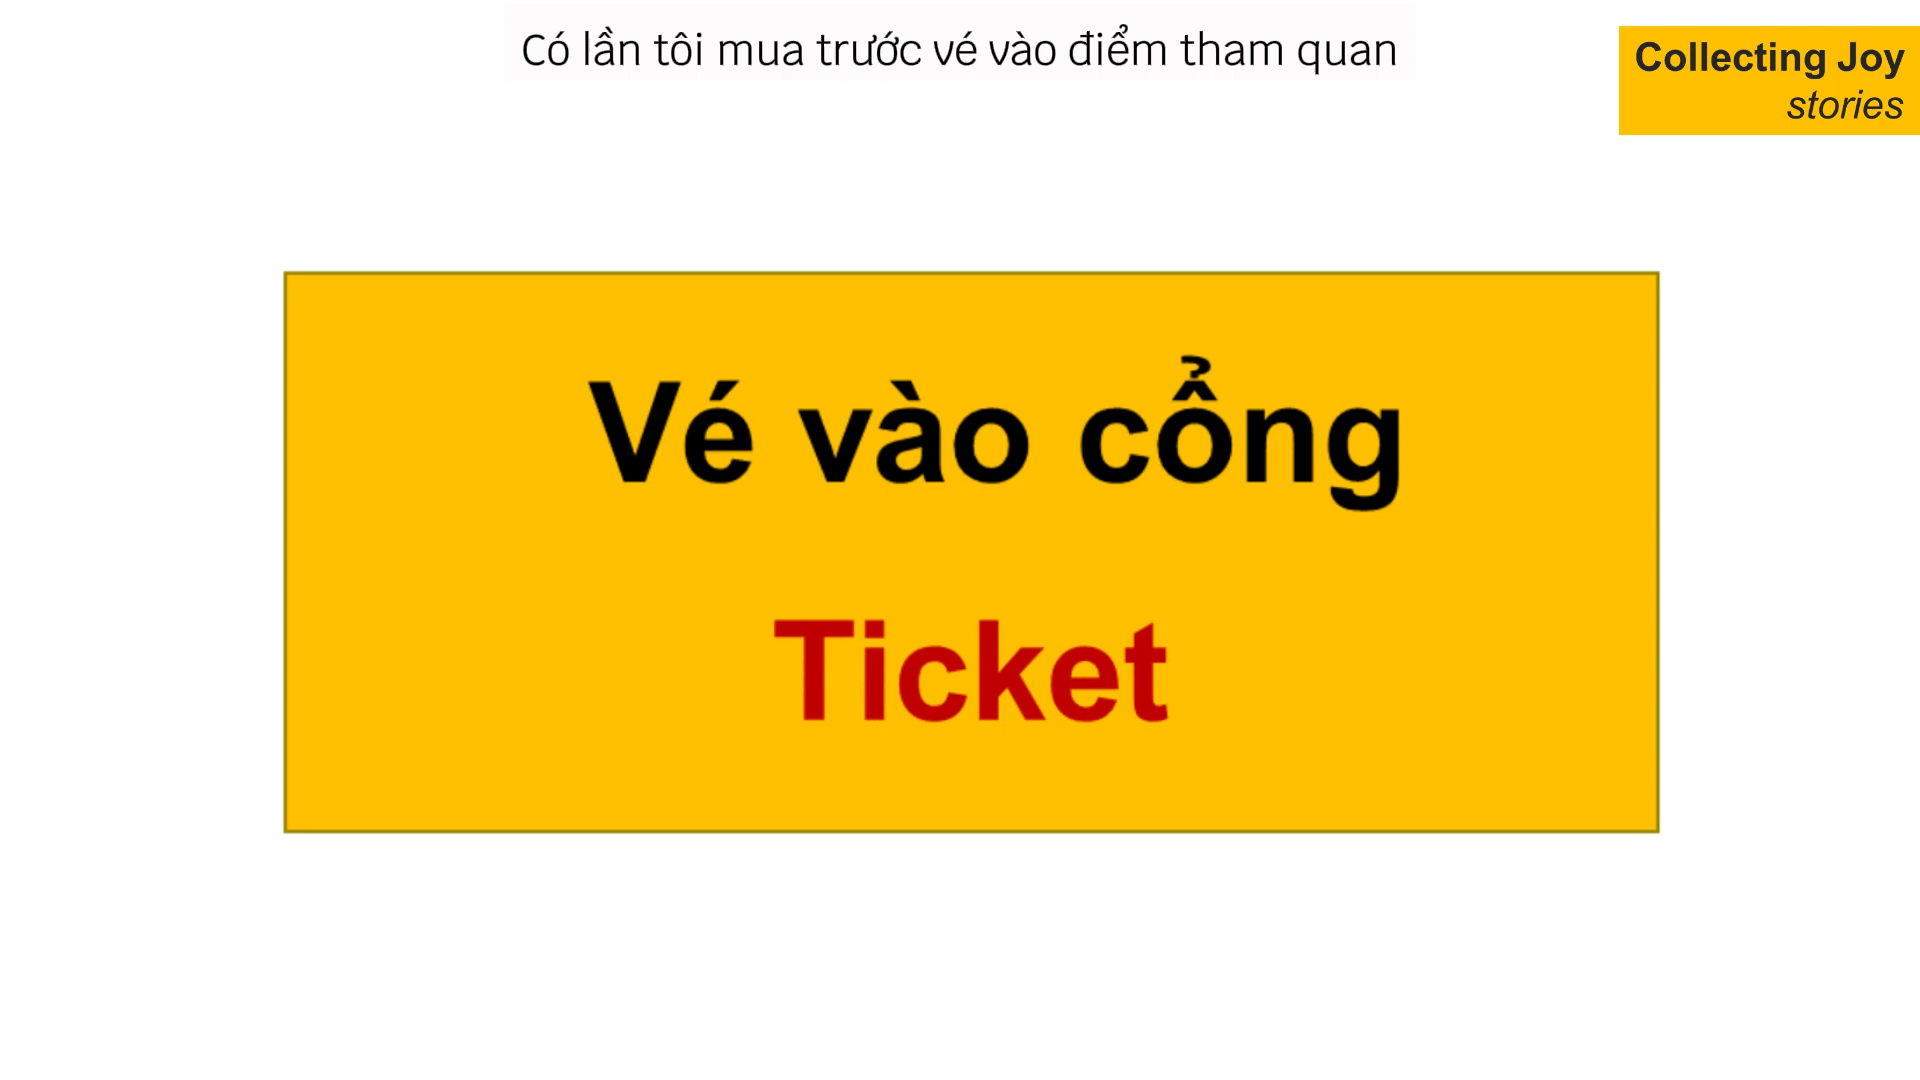 Có lần tôi mua trước vé vào điểm tham quan
Collecting Joy
stories
Vé vào cổng
Ticket